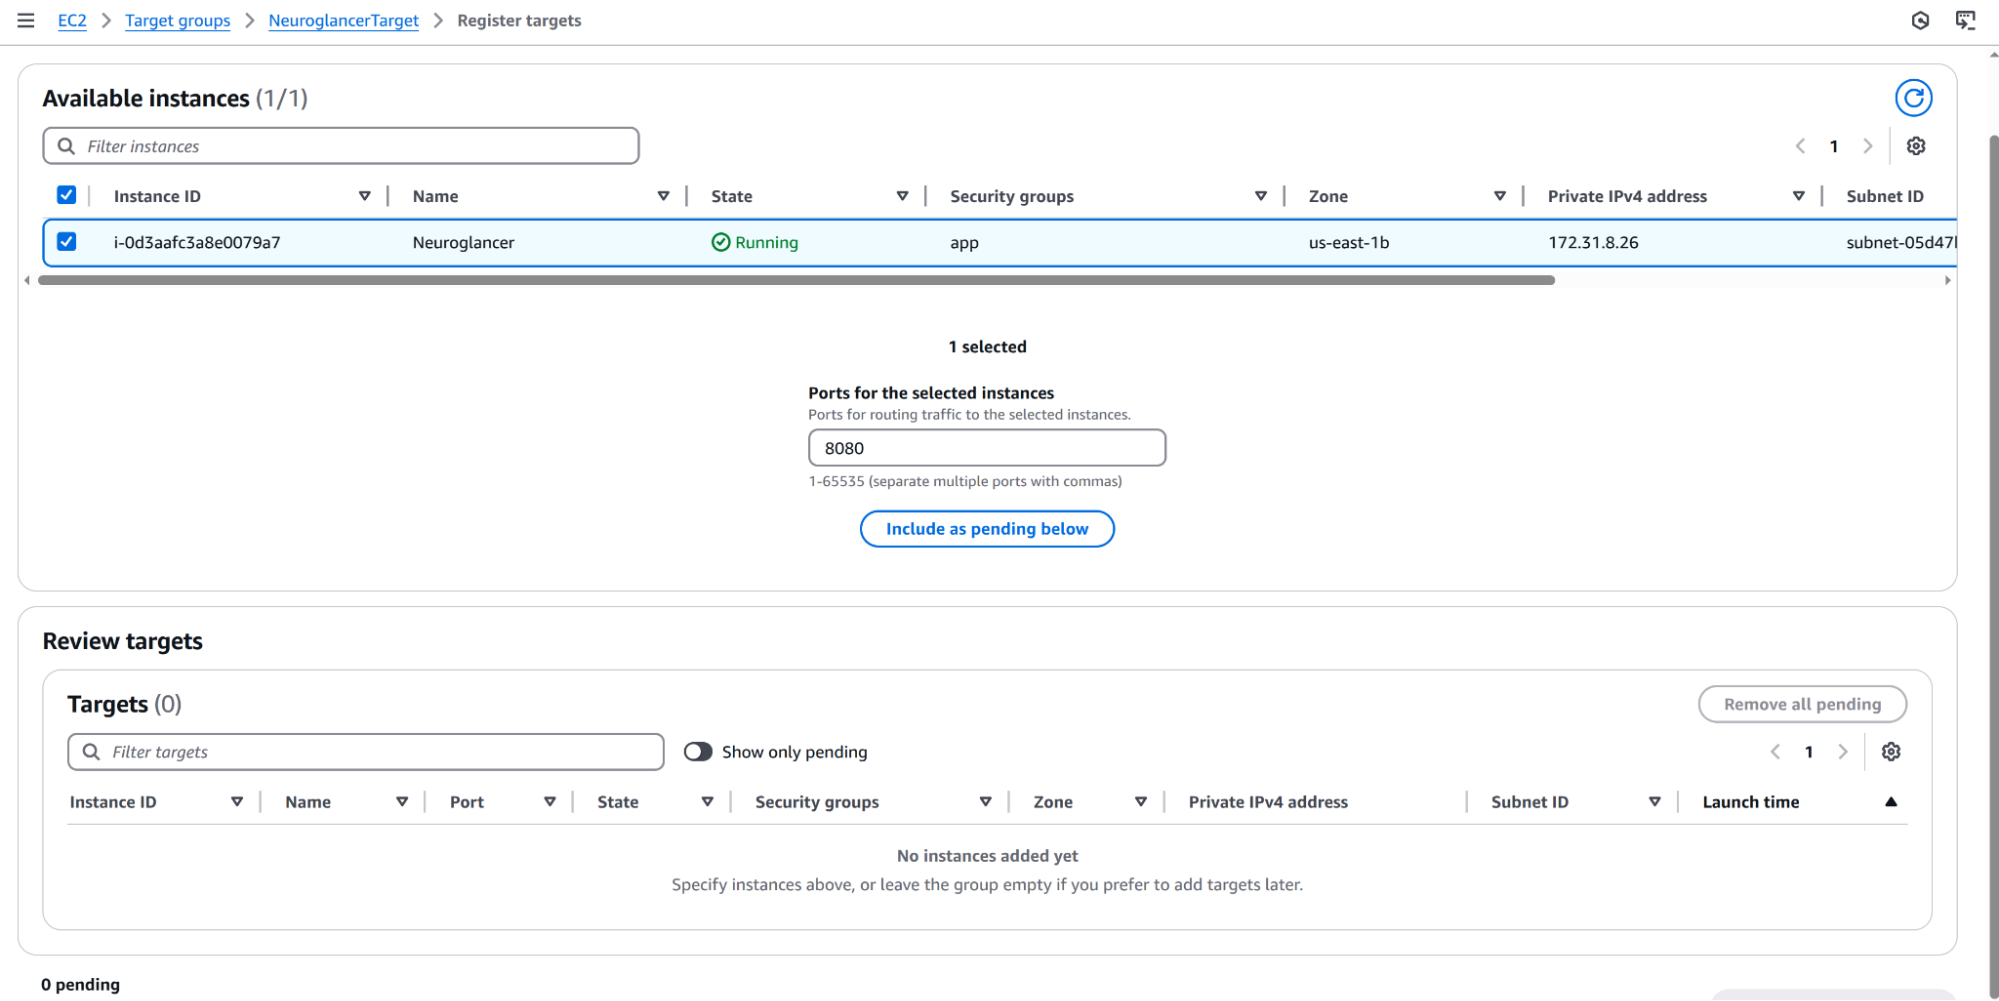 EC2 > Target groups > NeuroglancerTarget > Register targets
Available instances (1/1)
Filter instances
1
Instance ID Name State Security groups Zone Private IPv4 address Subnet ID
i-0d3aafc3a8e0079a7 Neuroglancer Running app us-east-1b 172.31.8.26 subnet-05d47
1 selected
Ports for the selected instances
Ports for routing traffic to the selected instances.
8080
1-65535 (separate multiple ports with commas)
Include as pending below
Review targets
Targets (0)
Remove all pending
Filter targets
Show only pending
1
Instance ID Name Port State Security groups Zone Private IPv4 address Subnet ID Launch time
No instances added yet
Specify instances above, or leave the group empty if you prefer to add targets later.
0 pending